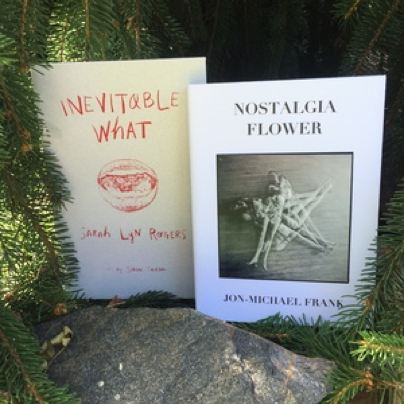 INEVITABLE
WHAT
SARAH LYN ROGERS
NOSTALGIA
FLOWER
JON-MICHAEL FRANK